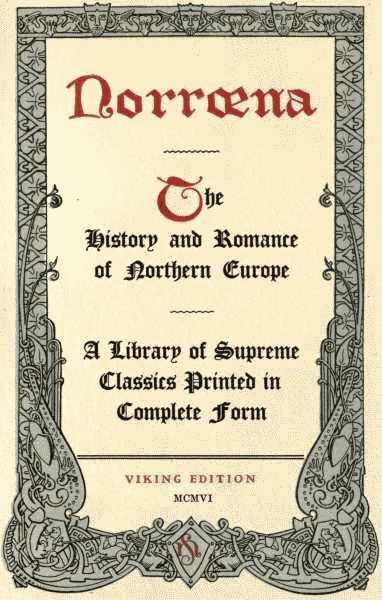 Norrœna
The
History and Romance
of Northern Europe
A Library of Supreme
Classics Printed in
Complete Form
VIKING EDITION
MCMVI